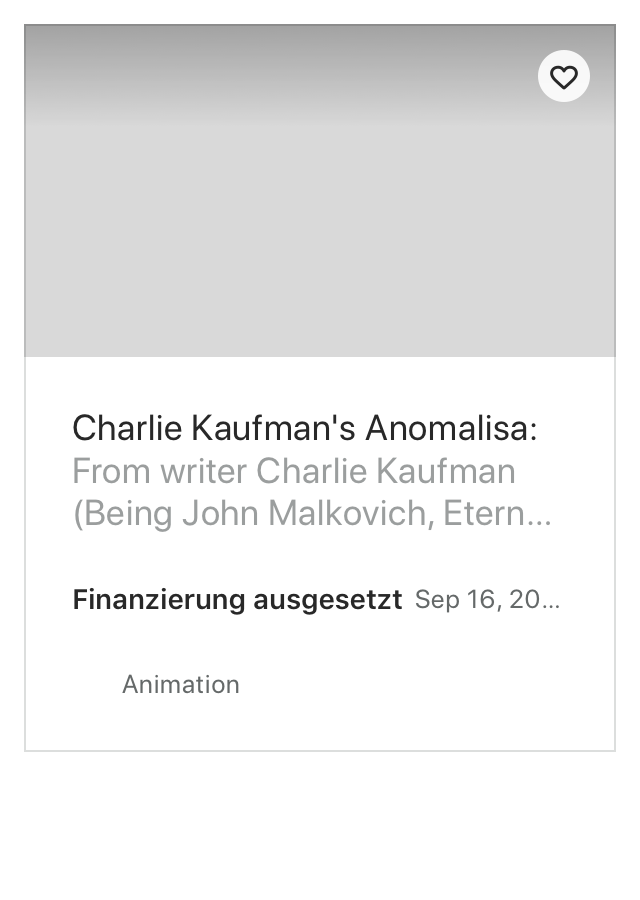 Charlie Kaufman's Anomalisa:
From writer Charlie Kaufman
(Being John Malkovich, Etern...
Finanzierung ausgesetzt Sep 16, 20...
Animation